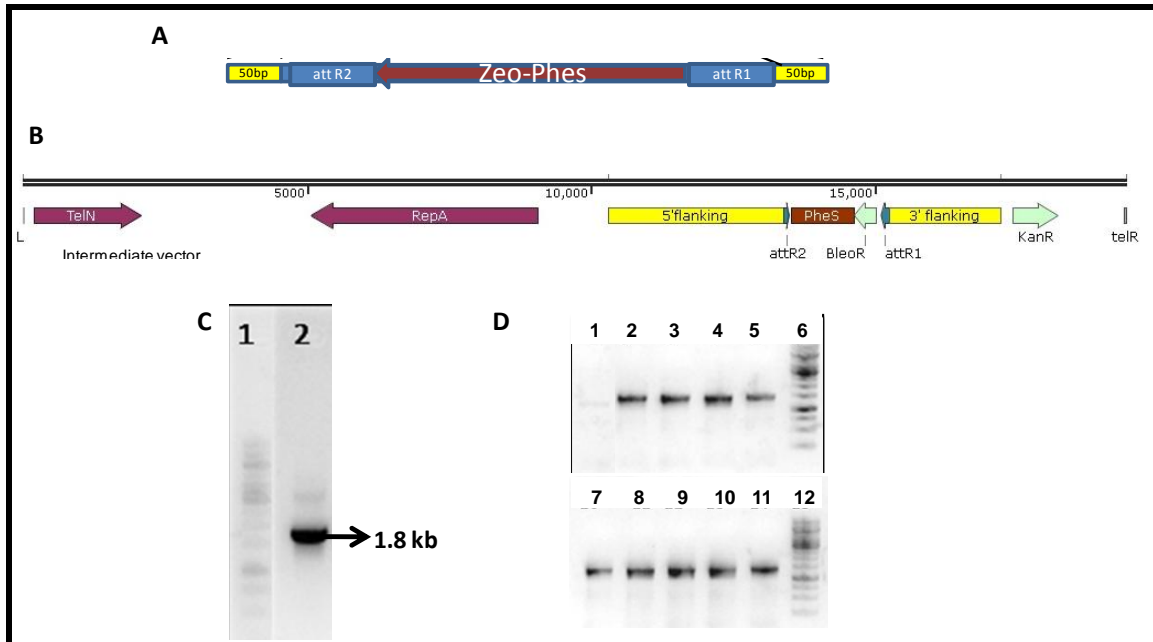 A
50bp att R2 Zeo-Phes att R1 50bp
B
5000 10,000 15,000
TelN RepA 5'flanking PheS 3' flanking KanR
L attR2 BleoR attR1 telR
Intermediate vector
C
1 2
1.8 kb
D
1 2 3 4 5 6
7 8 9 10 11 12